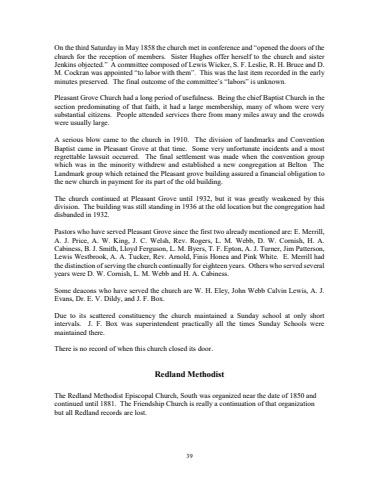 On the third Saturday in May 1858 the church met in conference and “opened the doors of the
church for the reception of members.  Sister Hughes offer herself to the church and sister
Jenkins objected.”  A committee composed of Lewis Wicker, S. F. Leslie, R. H. Bruce and D.
M. Cockran was appointed “to labor with them”.  This was the last item recorded in the early
minutes preserved.  The final outcome of the committee’s “labors” is unknown.
Pleasant Grove Church had a long period of usefulness.  Being the chief Baptist Church in the
section predominating of that faith, it had a large membership, many of whom were very
substantial citizens.  People attended services there from many miles away and the crowds
were usually large.
A serious blow came to the church in 1910.  The division of landmarks and Convention
Baptist came in Pleasant Grove at that time.  Some very unfortunate incidents and a most
regrettable lawsuit occurred.  The final settlement was made when the convention group
which was in the minority withdrew and established a new congregation at Belton  The
Landmark group which retained the Pleasant grove building assured a financial obligation to
the new church in payment for its part of the old building.
The church continued at Pleasant Grove until 1932, but it was greatly weakened by this
division.  The building was still standing in 1936 at the old location but the congregation had
disbanded in 1932.
Pastors who have served Pleasant Grove since the first two already mentioned are: E. Merrill,
A. J. Price, A. W. King, J. C. Welsh, Rev. Rogers, L. M. Webb, D. W. Cornish, H. A.
Cabiness, B. J. Smith, Lloyd Ferguson, L. M. Byers, T. F. Epton, A. J. Turner, Jim Patterson,
Lewis Westbrook, A. A. Tucker, Rev. Arnold, Finis Honea and Pink White.  E. Merrill had
the distinction of serving the church continually for eighteen years.  Others who served several
years were D. W. Cornish, L. M. Webb and H. A. Cabiness.
Some deacons who have served the church are W. H. Eley, John Webb Calvin Lewis, A. J.
Evans, Dr. E. V. Dildy, and J. F. Box.
Due to its scattered constituency the church maintained a Sunday school at only short
intervals.  J. F. Box was superintendent practically all the times Sunday Schools were
maintained there.
There is no record of when this church closed its door.
Redland Methodist
The Redland Methodist Episcopal Church, South was organized near the date of 1850 and
continued until 1881.  The Friendship Church is really a continuation of that organization
but all Redland records are lost.
39